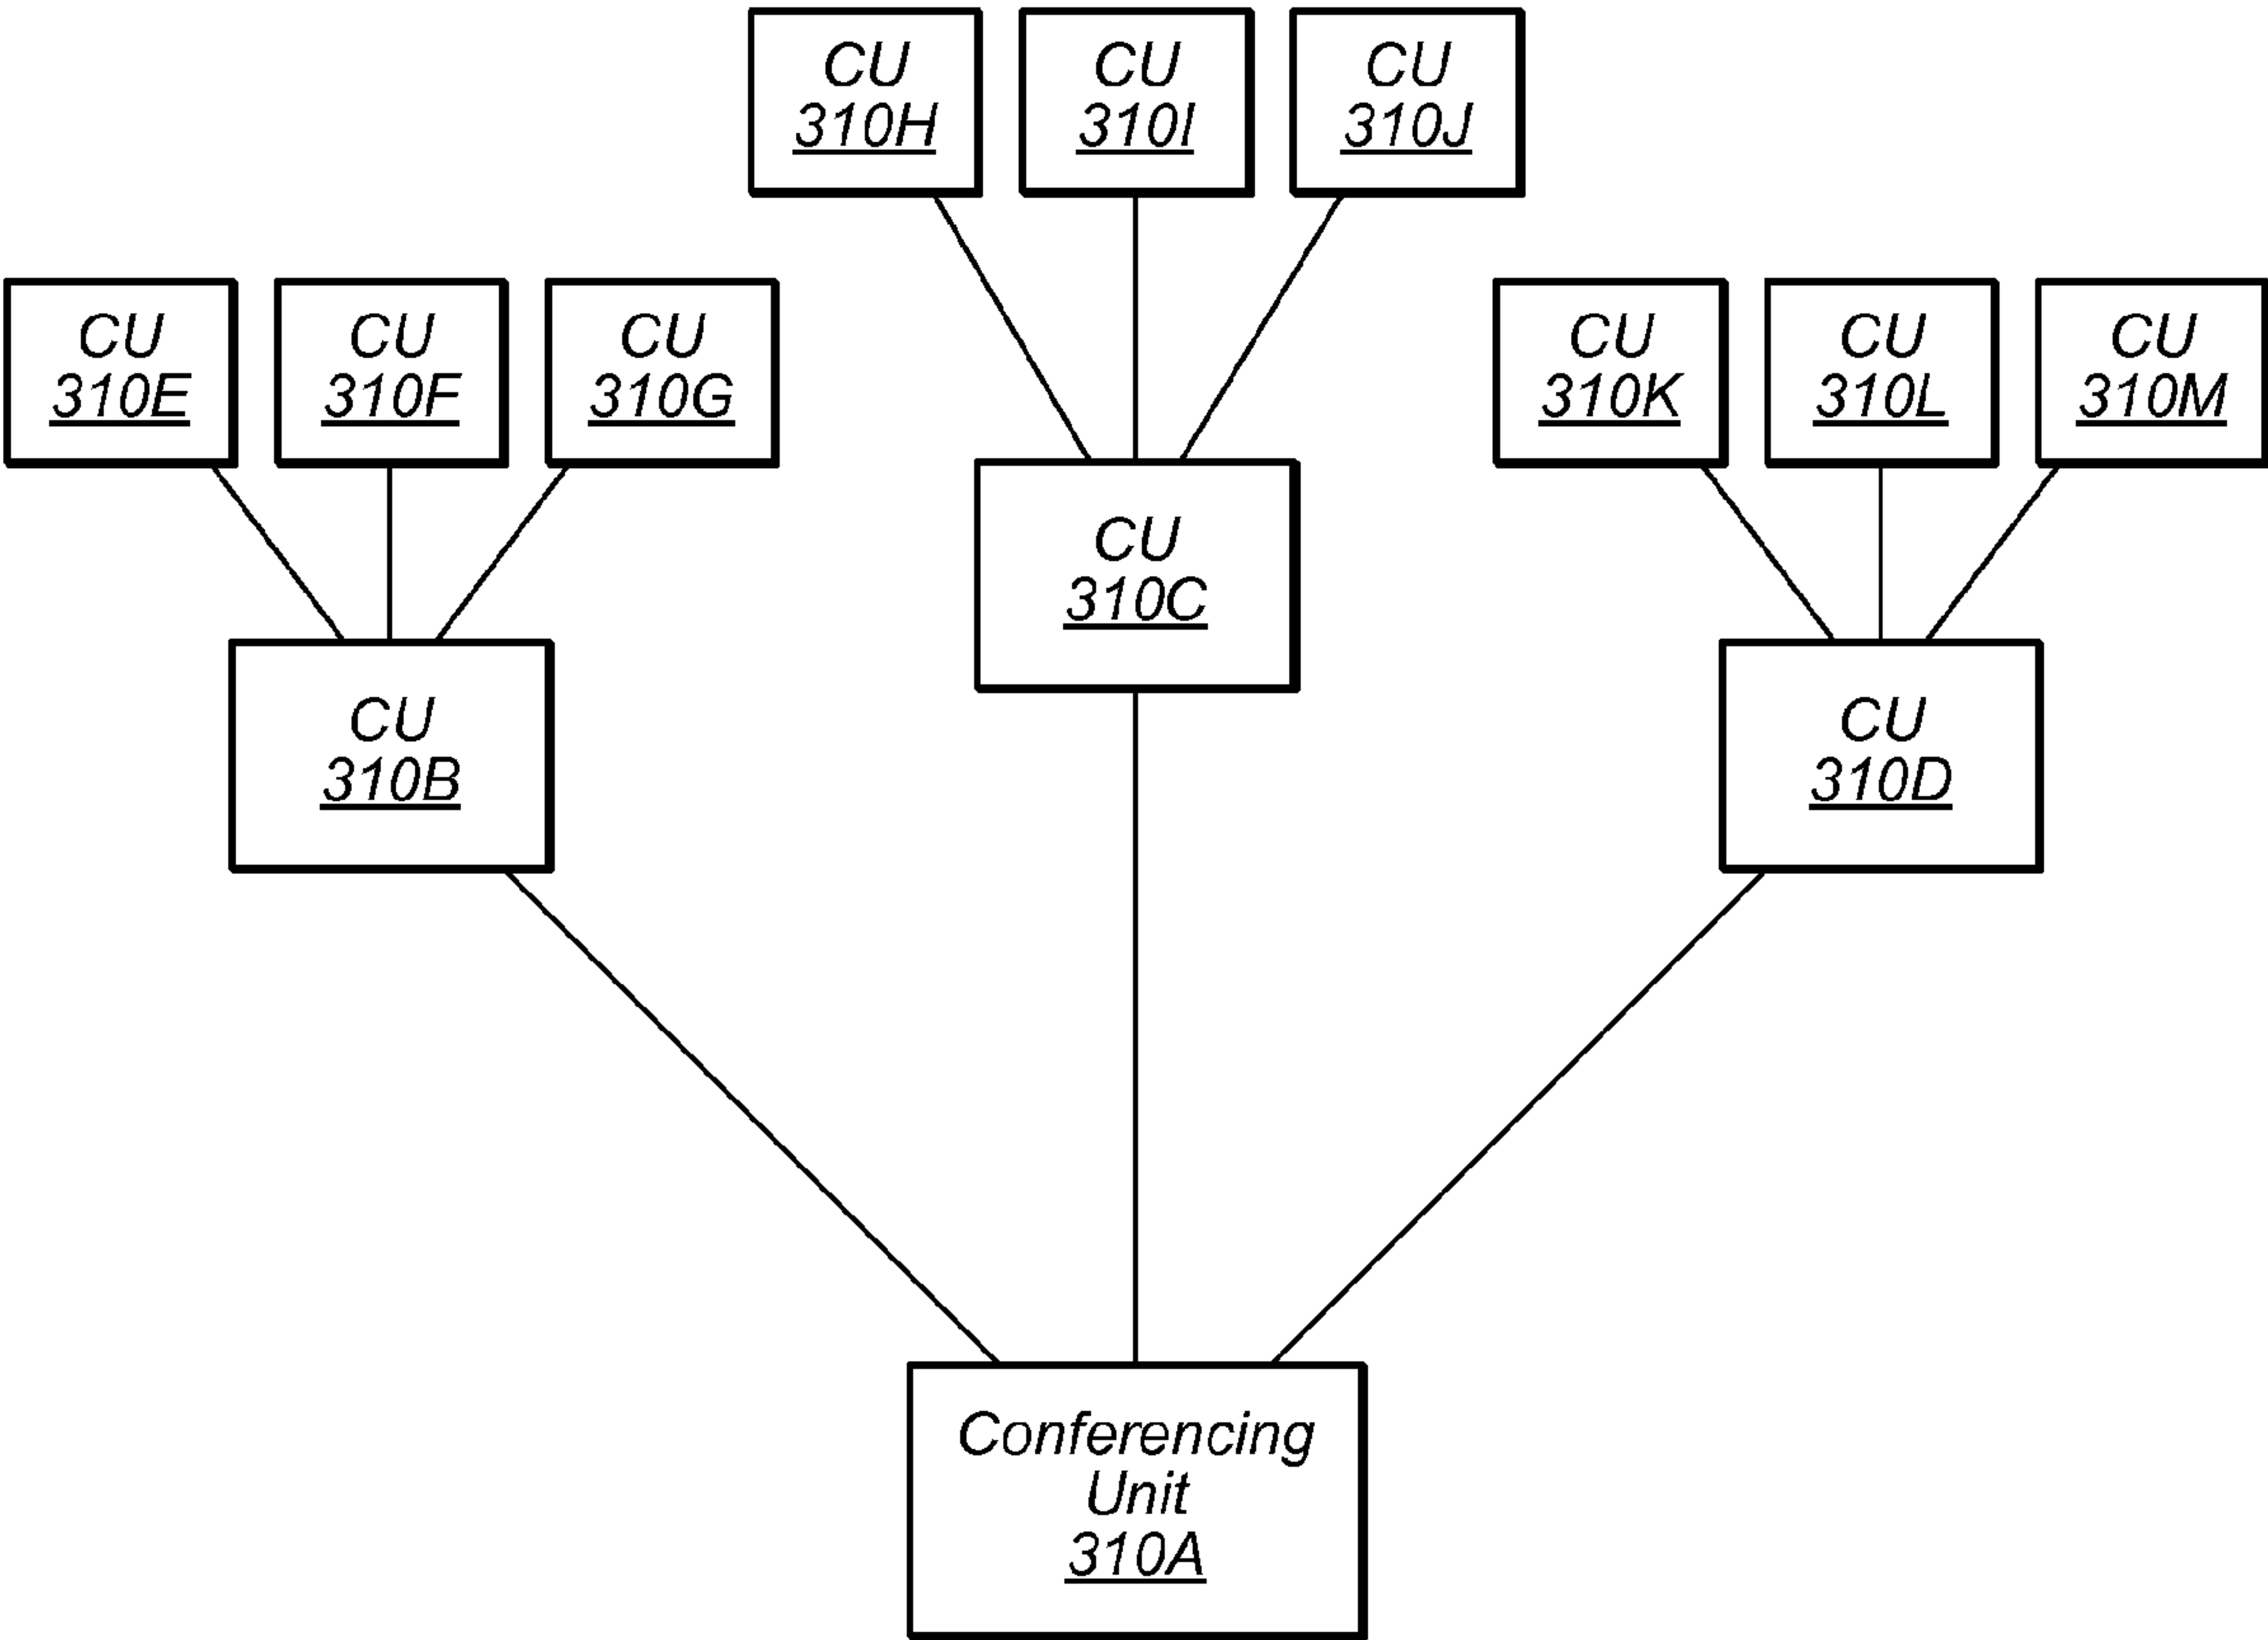 CU
310H
CU
310I
CU
310J
CU
310E
CU
310F
CU
310G
CU
310K
CU
310L
CU
310M
CU
310C
CU
310B
CU
310D
Conferencing
Unit
310A